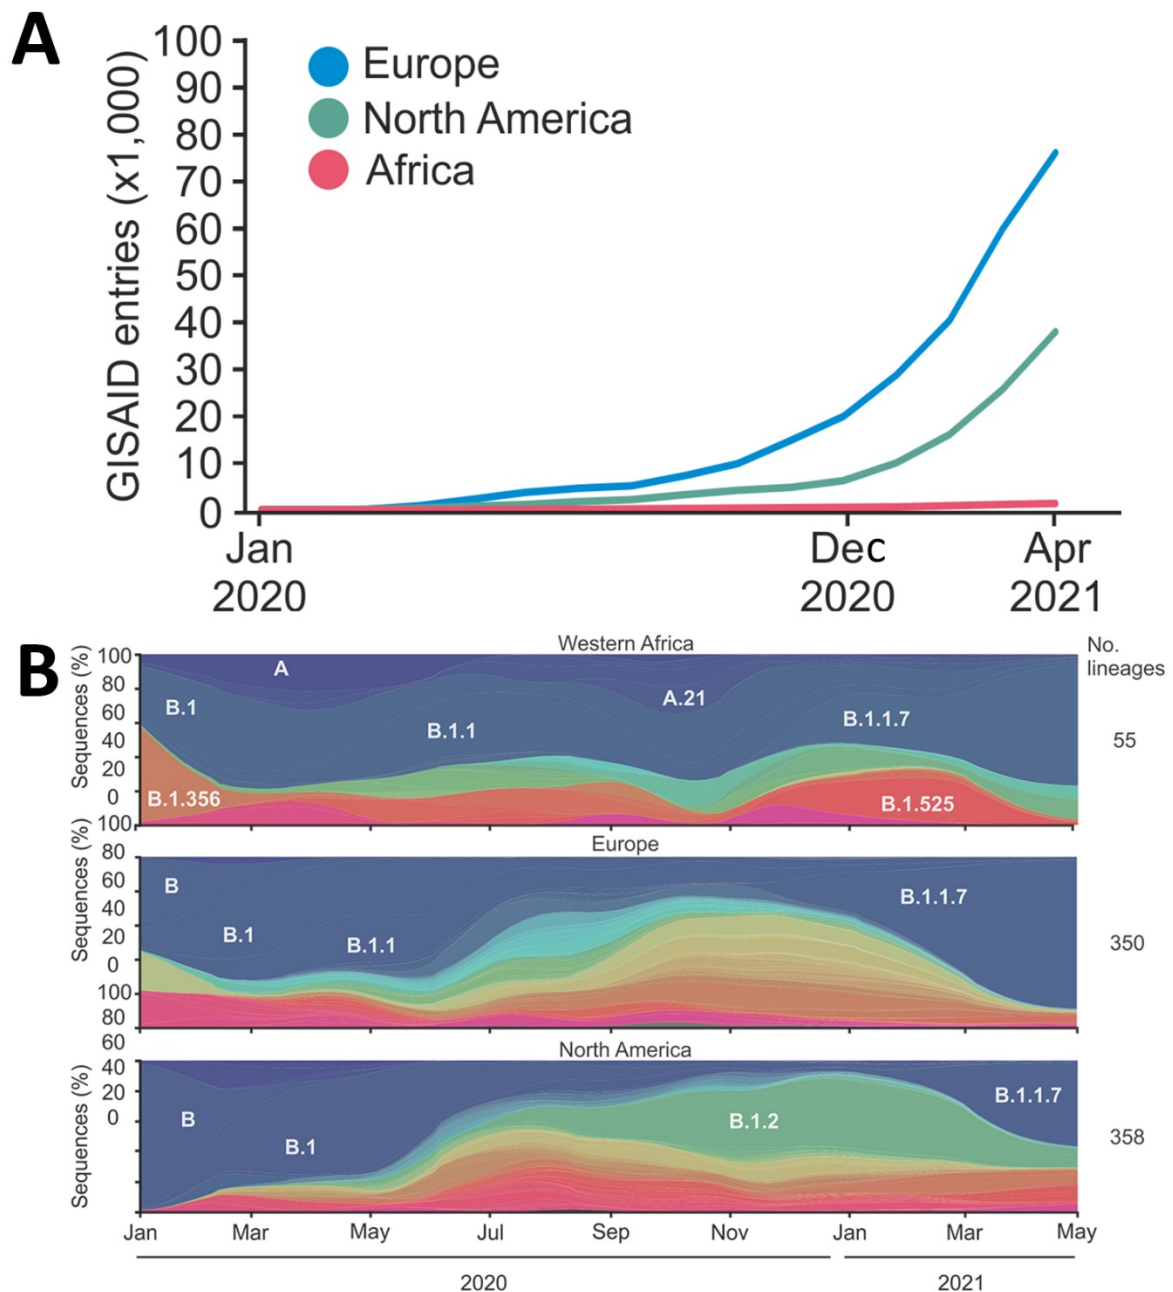 A
GISAID entries (x1,000)
100
90
80
70
60
50
40
30
20
10
0
Europe
North America
Africa
Jan
2020
Dec
2020
Apr
2021
B
Western Africa
No.
lineages
Sequences (%)
100
80
60
40
20
0
100
A
B.1
B.1.1
A.21
B.1.1.7
B.1.356
B.1.525
55
Europe
Sequences (%)
80
60
40
20
0
100
80
60
B
B.1
B.1.1
B.1.1.7
350
North America
Sequences (%)
40
20
0
B
B.1
B.1.2
B.1.1.7
358
Jan Mar May Jul Sep Nov Jan Mar May
2020 2021